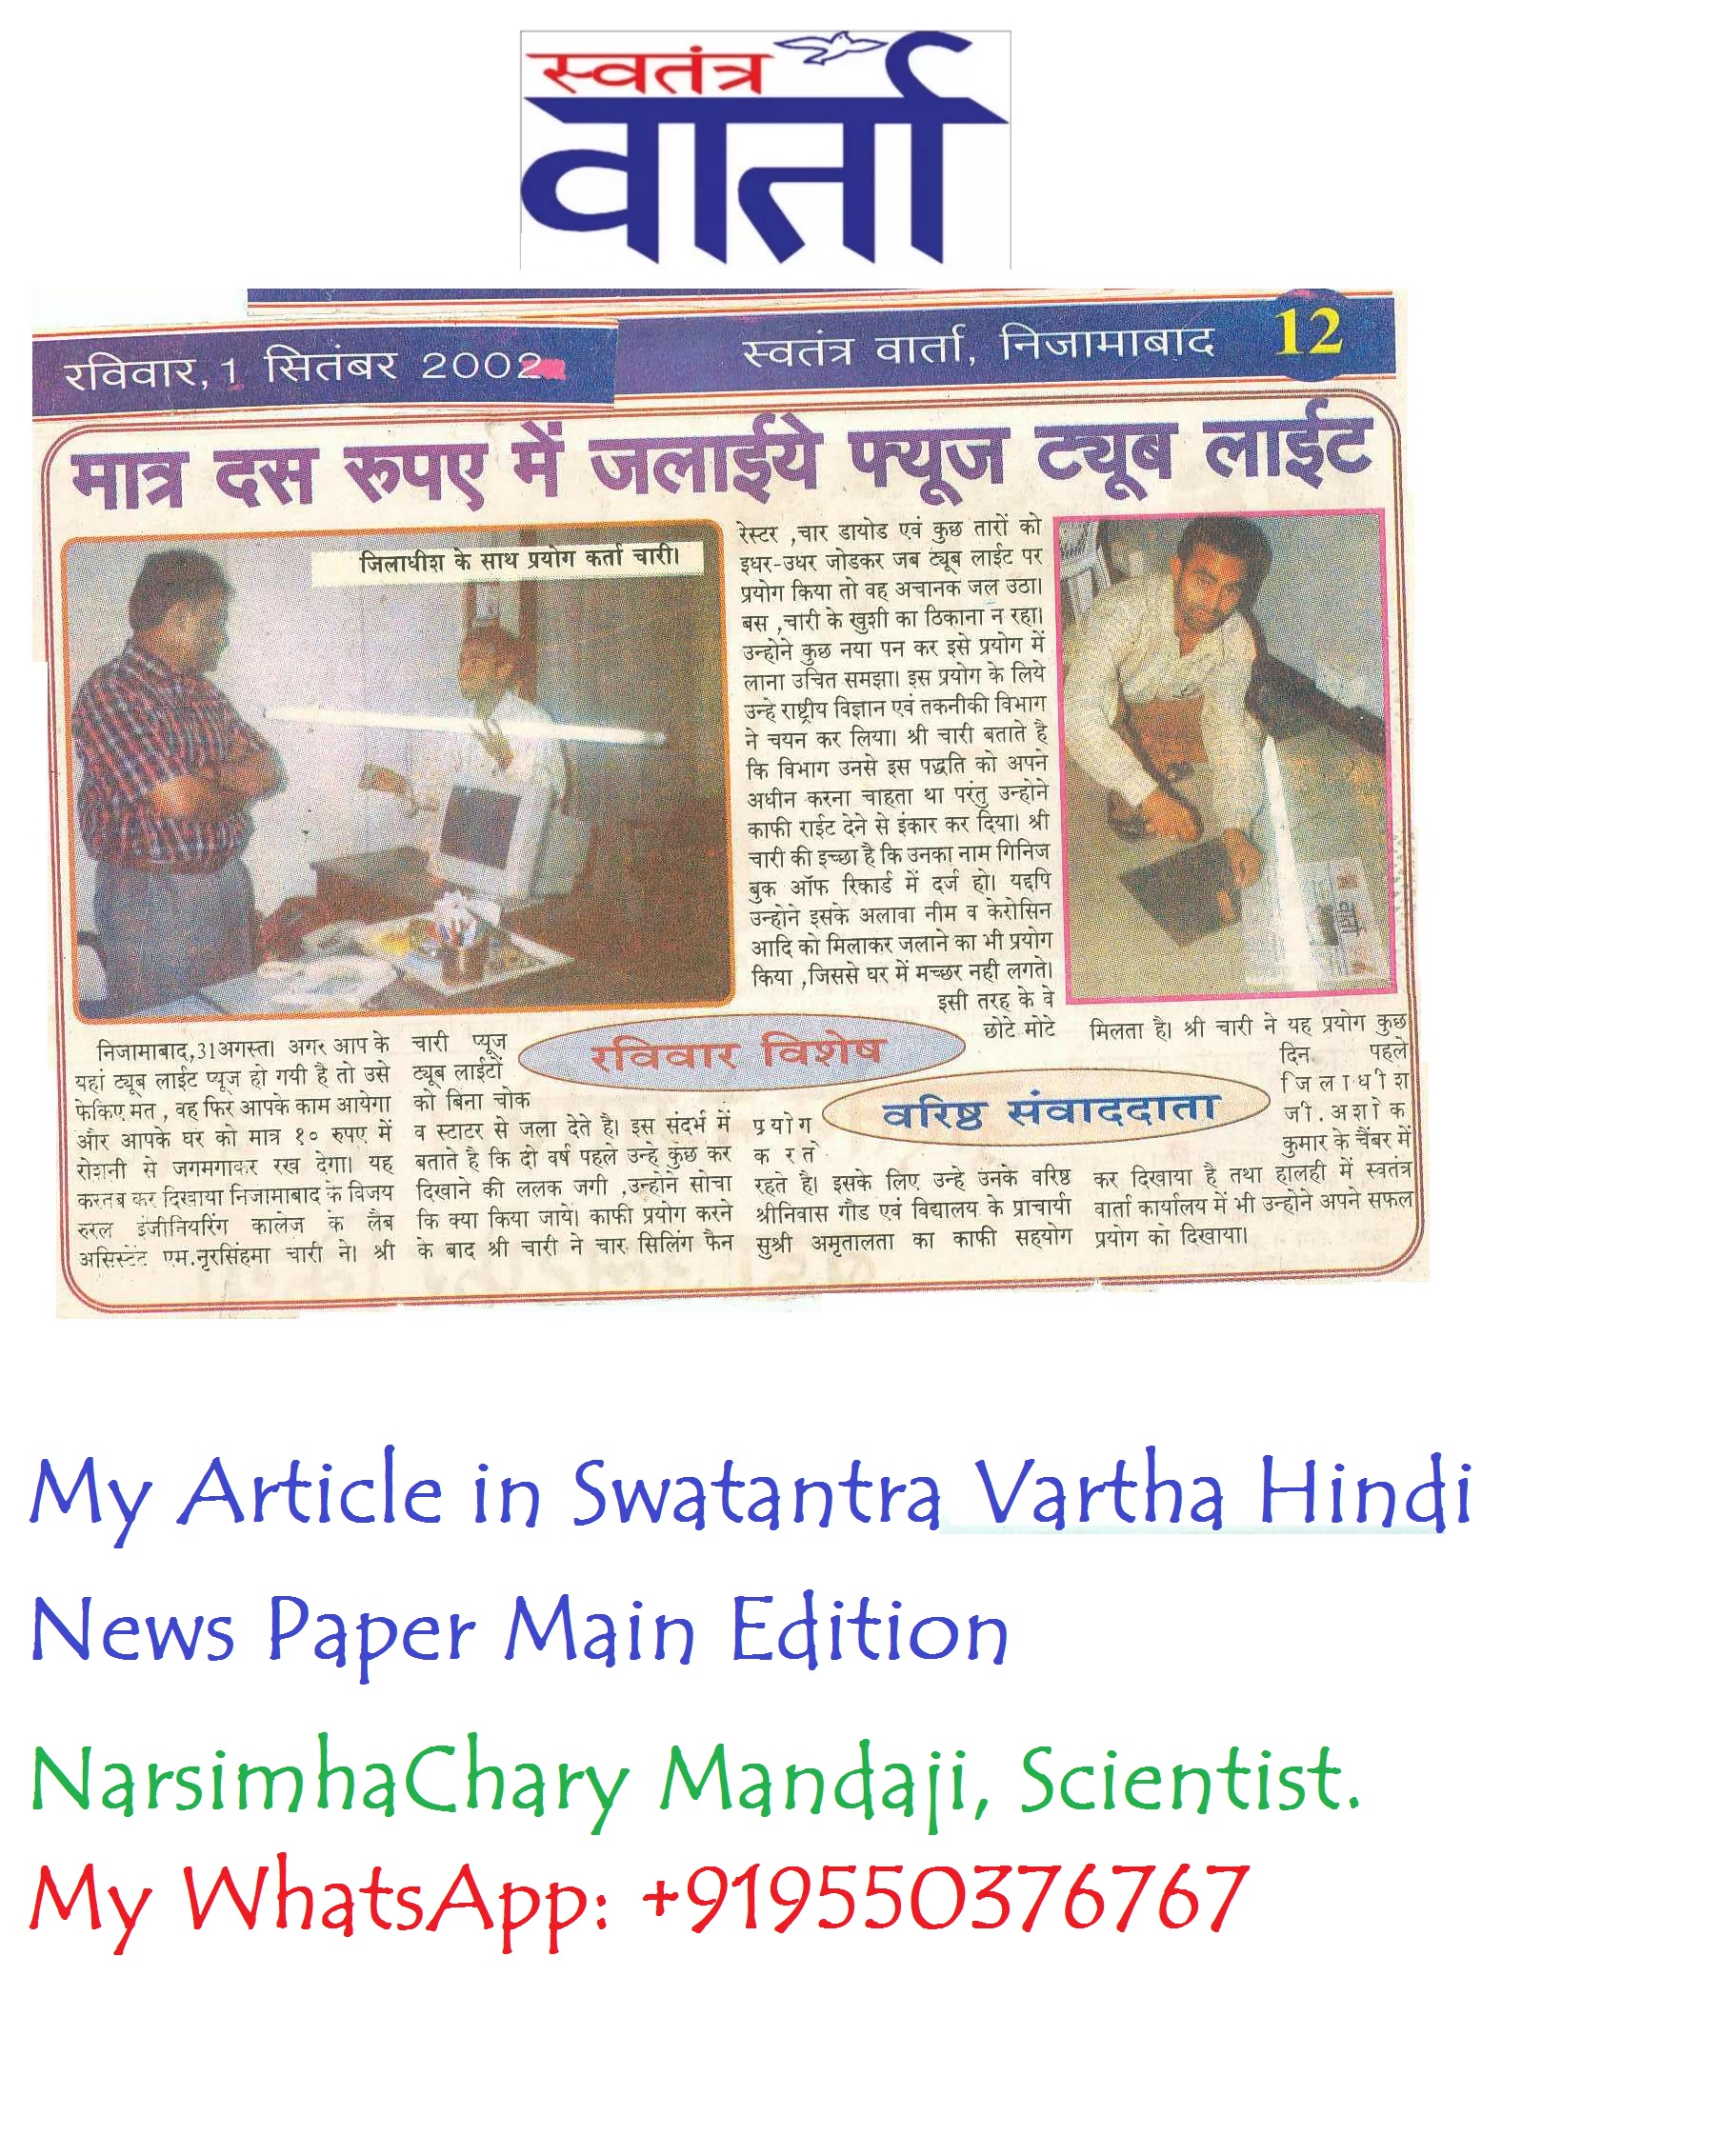 स्वतंत्र
वार्ता
रविवार, 1 सितंबर 2002
स्वतंत्र वार्ता, निजामाबाद 12
मात्र दस रूपए में जलाईये फ्यूज ट्यूब लाईट
जिलाधीश के साथ प्रयोग कर्ता चारी।
निजामाबाद,31अगस्त। अगर आप के
यहां ट्यूब लाईट प्यूज हो गयी है तो उसे
फेकिए मत , वह फिर आपके काम आयेगा
और आपके घर को मात्र १० रुपए में
रोशनी से जगमगाकर रख देगा। यह
करतब कर दिखाया निजामाबाद के विजय
रुरल इंजीनियरिंग कालेज के लैब
असिस्टेंट एम.नृरसिंहमा चारी ने। श्री
चारी प्यूज
ट्यूब लाईटों
को बिना चोक
व स्टाटर से जला देते है। इस संदर्भ में
बताते है कि दो वर्ष पहले उन्हे कुछ कर
दिखाने की ललक जगी ,उन्होने सोचा
कि क्या किया जाये। काफी प्रयोग करने
के बाद श्री चारी ने चार सिलिंग फैन
रेस्टर ,चार डायोड एवं कुछ तारों को
इधर-उधर जोडकर जब ट्यूब लाईट पर
प्रयोग किया तो वह अचानक जल उठा।
बस ,चारी के खुशी का ठिकाना न रहा।
उन्होने कुछ नया पन कर इसे प्रयोग में
लाना उचित समझा। इस प्रयोग के लिये
उन्हे राष्ट्रीय विज्ञान एवं तकनीकी विभाग
ने चयन कर लिया। श्री चारी बताते है
कि विभाग उनसे इस पद्धति को अपने
अधीन करना चाहता था परंतु उन्होने
काफी राईट देने से इंकार कर दिया। श्री
चारी की इच्छा है कि उनका नाम गिनिज
बुक ऑफ रिकार्ड में दर्ज हो। यद्दपि
उन्होने इसके अलावा नीम व केरोसिन
आदि को मिलाकर जलाने का भी प्रयोग
किया ,जिससे घर में मच्छर नही लगते।
इसी तरह के वे
छोटे मोटे
रविवार विशेष
वरिष्ठ संवाददाता
प्रयोग
करते
रहते है। इसके लिए उन्हे उनके वरिष्ठ
श्रीनिवास गौड एवं विद्यालय के प्राचार्या
सुश्री अमृतालता का काफी सहयोग
मिलता है। श्री चारी ने यह प्रयोग कुछ
दिन पहले
जिलाधीश
जी.अशोक
कुमार के चैंबर में
कर दिखाया है तथा हालही में स्वतंत्र
वार्ता कार्यालय में भी उन्होने अपने सफल
प्रयोग को दिखाया।
My Article in Swatantra Vartha Hindi
News Paper Main Edition
NarsimhaChary Mandaji, Scientist.
My WhatsApp: +919550376767